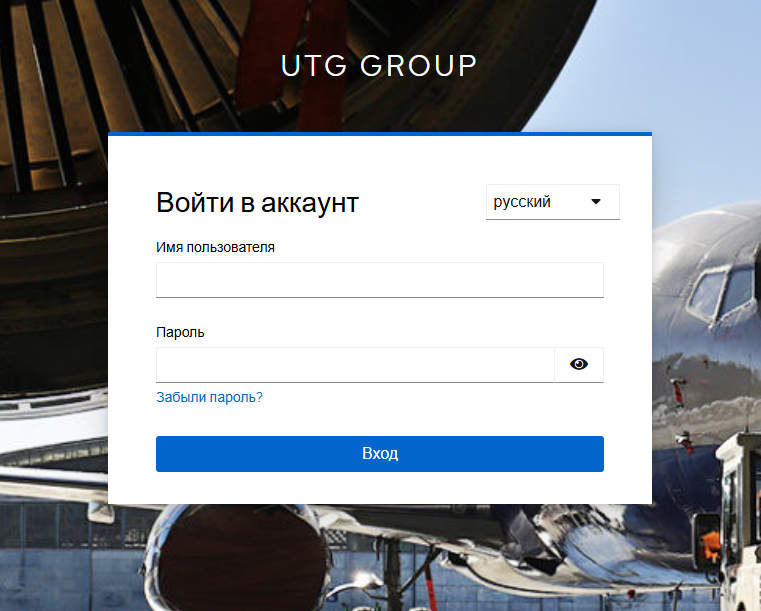 UTG GROUP
Войти в аккаунт
русский
Имя пользователя
Пароль
Забыли пароль?
Вход